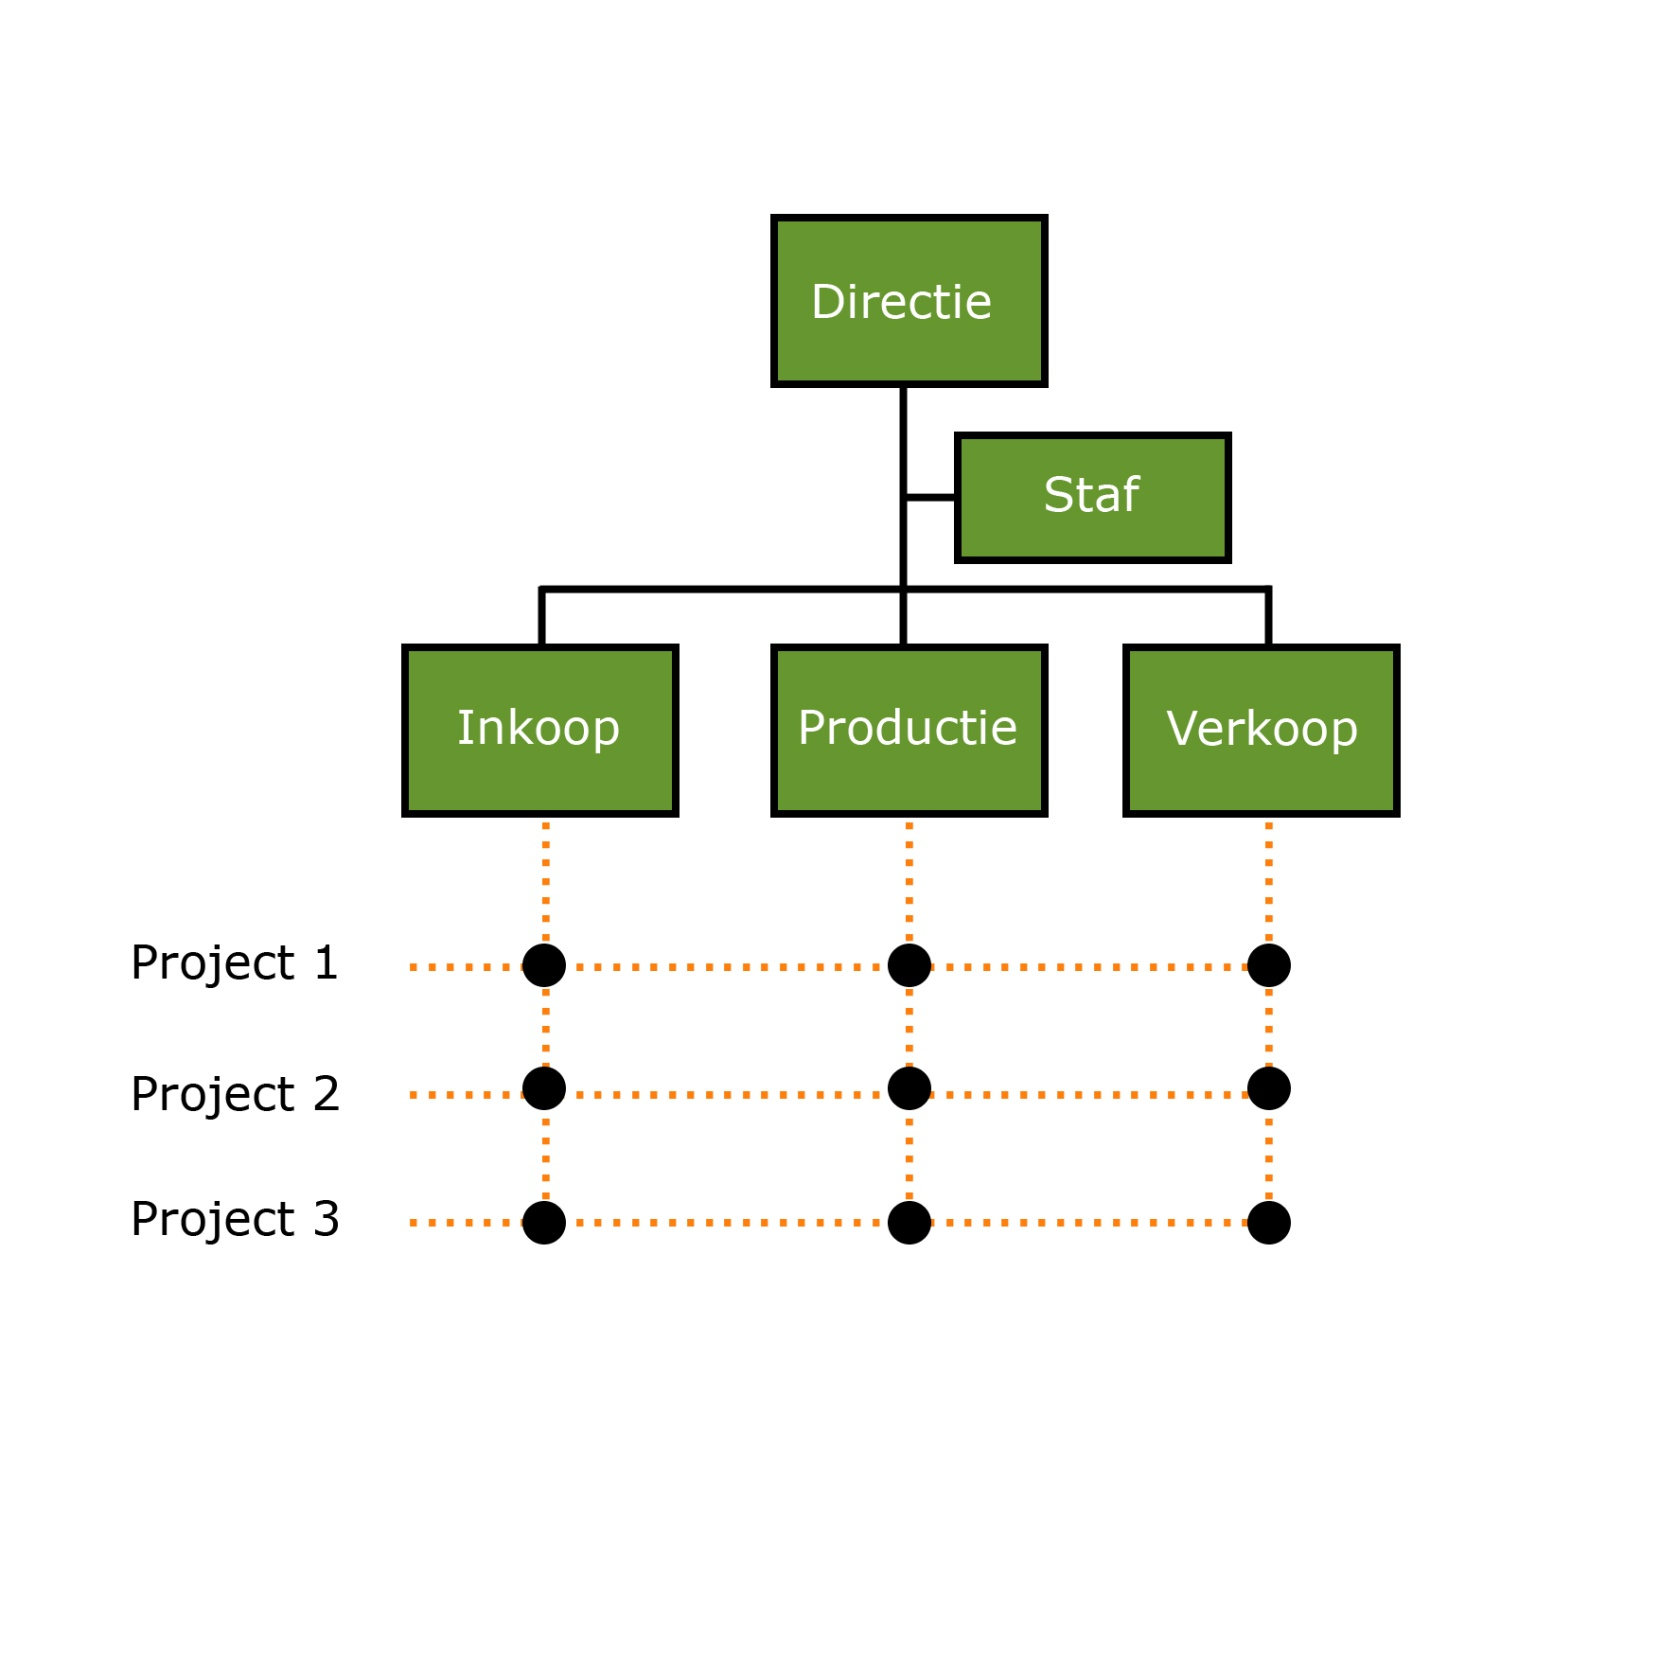 Directie
Staf
Inkoop
Productie
Verkoop
Project 1
Project 2
Project 3